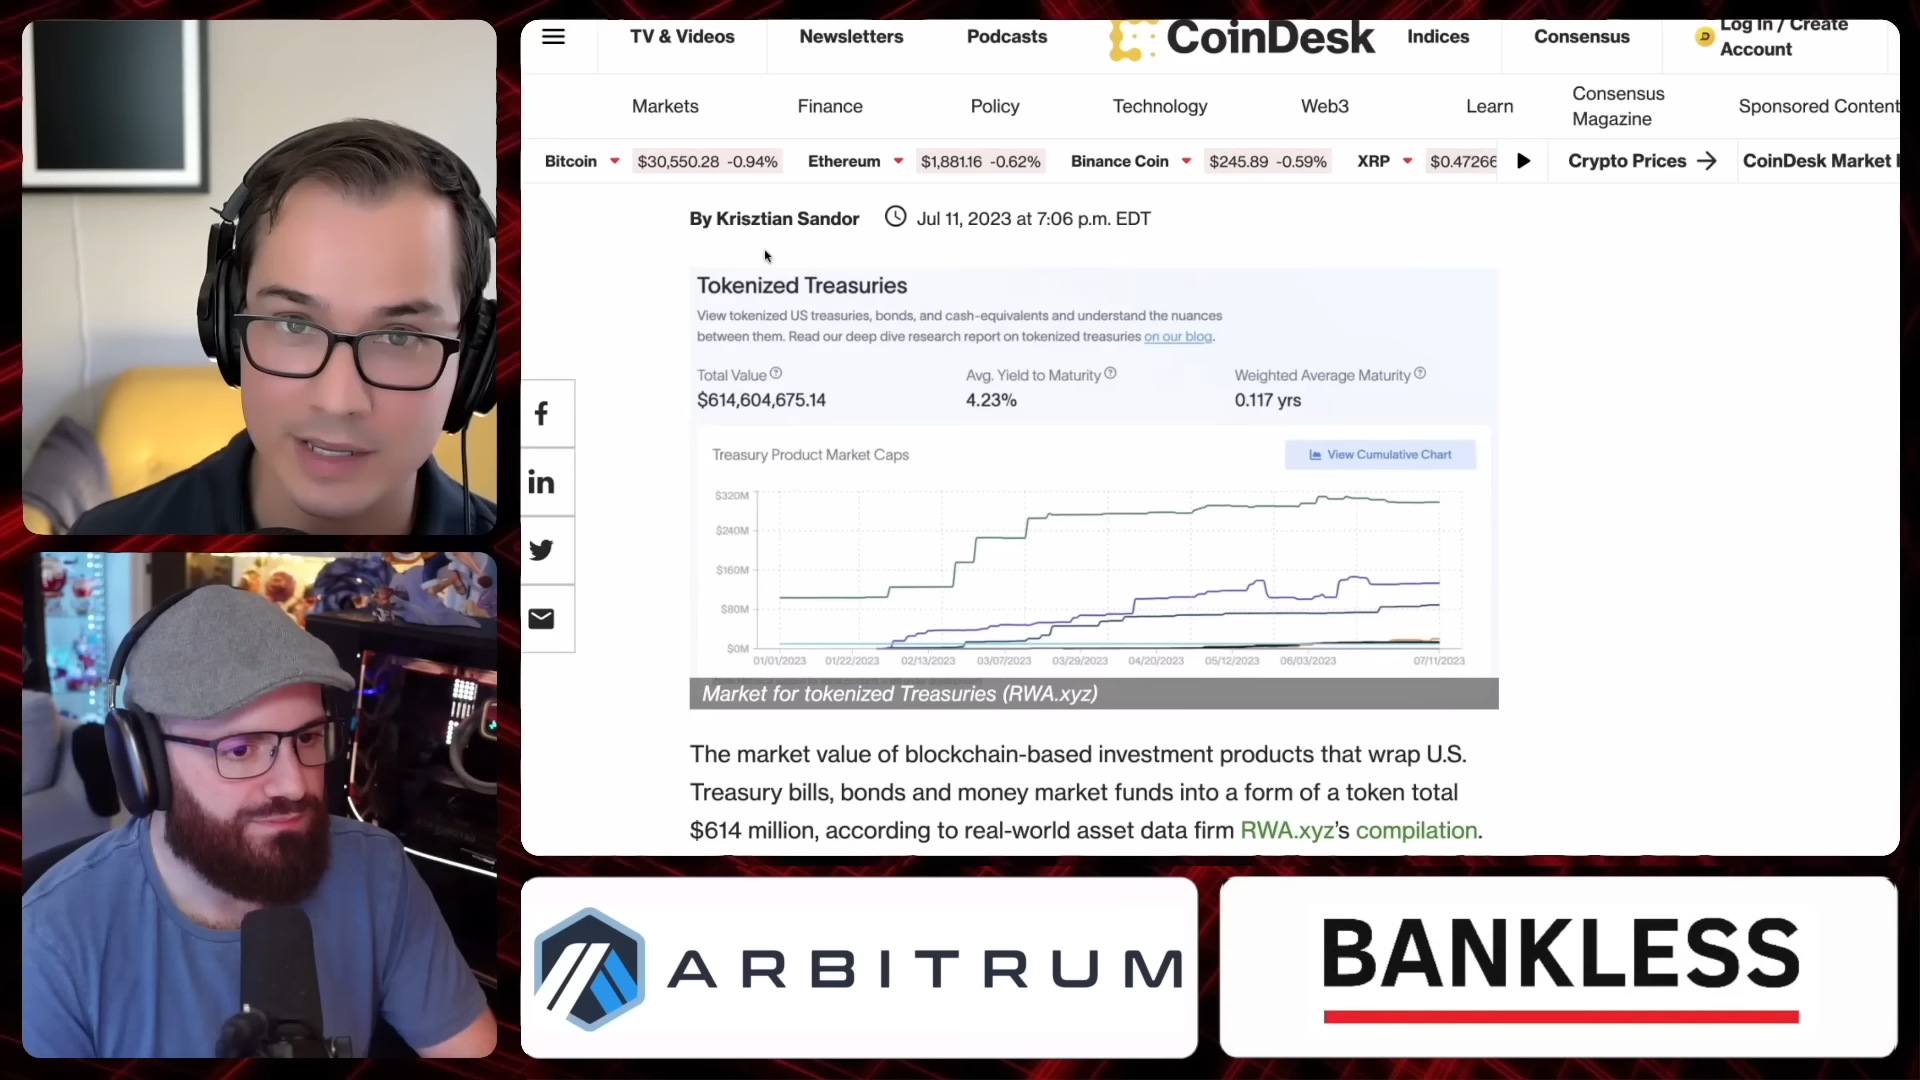 TV & Videos
Newsletters
Podcasts
CoinDesk
Indices
Consensus
Log In / Create
Account
Markets
Finance
Policy
Technology
Web3
Learn
Consensus
Magazine
Sponsored Content
Bitcoin $30,550.28 -0.94%
Ethereum $1,881.16 -0.62%
Binance Coin $245.89 -0.59%
XRP $0.47266
Crypto Prices →
CoinDesk Market
By Krisztian Sandor
Jul 11, 2023 at 7:06 p.m. EDT
Tokenized Treasuries
View tokenized US treasuries, bonds, and cash-equivalents and understand the nuances
between them. Read our deep dive research report on tokenized treasuries on our blog.
Total Value
$614,604,675.14
Avg. Yield to Maturity
4.23%
Weighted Average Maturity
0.117 yrs
Treasury Product Market Caps
View Cumulative Chart
$320M
$240M
$160M
$80M
$0M
01/01/2023
01/22/2023
02/13/2023
03/07/2023
03/29/2023
04/20/2023
05/12/2023
06/03/2023
07/11/2023
Market for tokenized Treasuries (RWA.xyz)
The market value of blockchain-based investment products that wrap U.S.
Treasury bills, bonds and money market funds into a form of a token total
$614 million, according to real-world asset data firm RWA.xyz's compilation.
ARBITRUM
BANKLESS